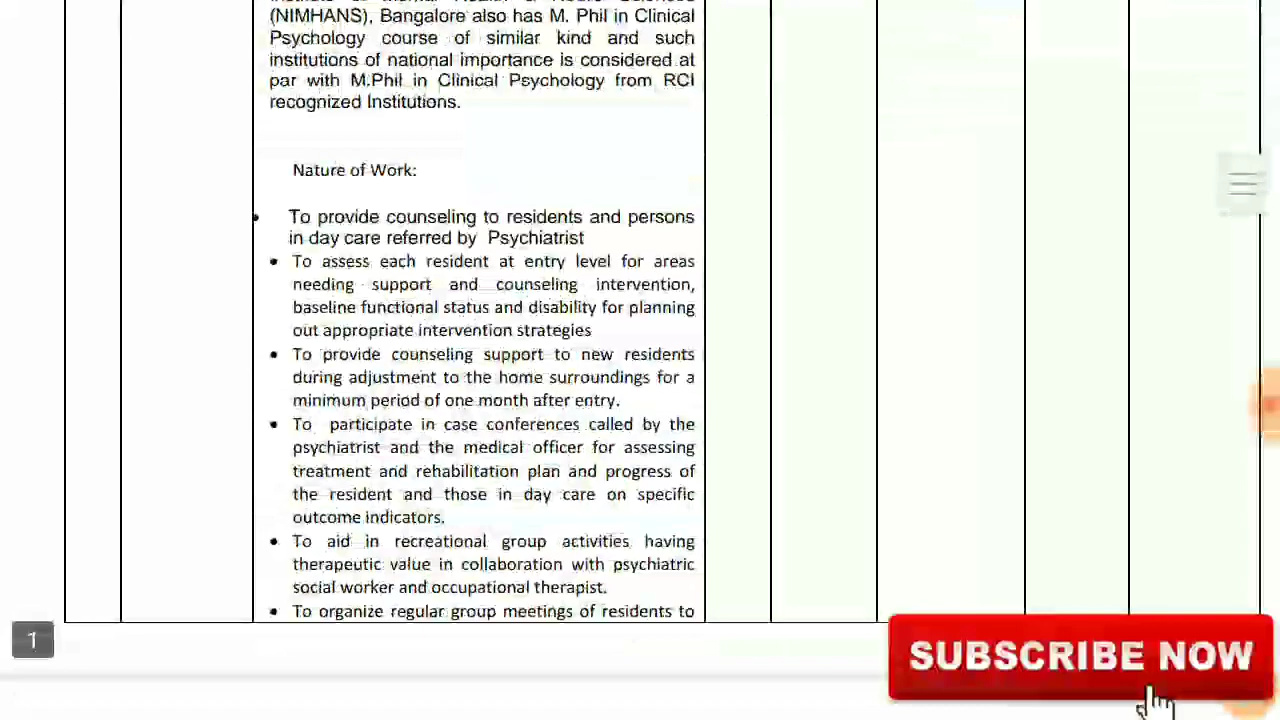 (NIMHANS), Bangalore also has M. Phil in Clinical
Psychology course of similar kind and such
institutions of national importance is considered at
par with M.Phil in Clinical Psychology from RCI
recognized Institutions.
Nature of Work:
• To provide counseling to residents and persons
in day care referred by Psychiatrist
• To assess each resident at entry level for areas
needing support and counseling intervention,
baseline functional status and disability for planning
out appropriate intervention strategies
• To provide counseling support to new residents
during adjustment to the home surroundings for a
minimum period of one month after entry.
• To participate in case conferences called by the
psychiatrist and the medical officer for assessing
treatment and rehabilitation plan and progress of
the resident and those in day care on specific
outcome indicators.
• To aid in recreational group activities having
therapeutic value in collaboration with psychiatric
social worker and occupational therapist.
• To organize regular group meetings of residents to
1
SUBSCRIBE NOW